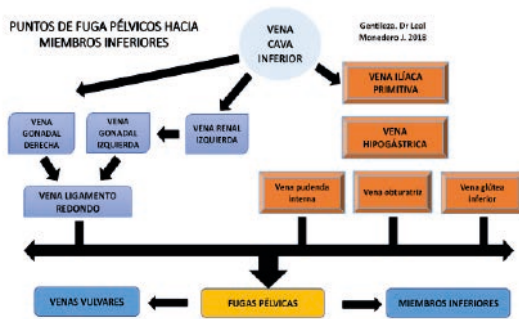 PUNTOS DE FUGA PÉLVICOS HACIA
MIEMBROS INFERIORES
VENA
CAVA
INFERIOR
Gentileza. Dr Leal
Monedero J. 2018
VENA ILÍACA
PRIMITIVA
VENA
GONADAL
DERECHA
VENA
GONADAL
IZQUIERDA
VENA RENAL
IZQUIERDA
VENA
HIPOGÁSTRICA
VENA LIGAMENTO
REDONDO
Vena pudenda
interna
Vena obturatriz
Vena glútea
inferior
VENAS VULVARES
FUGAS PÉLVICAS
MIEMBROS INFERIORES